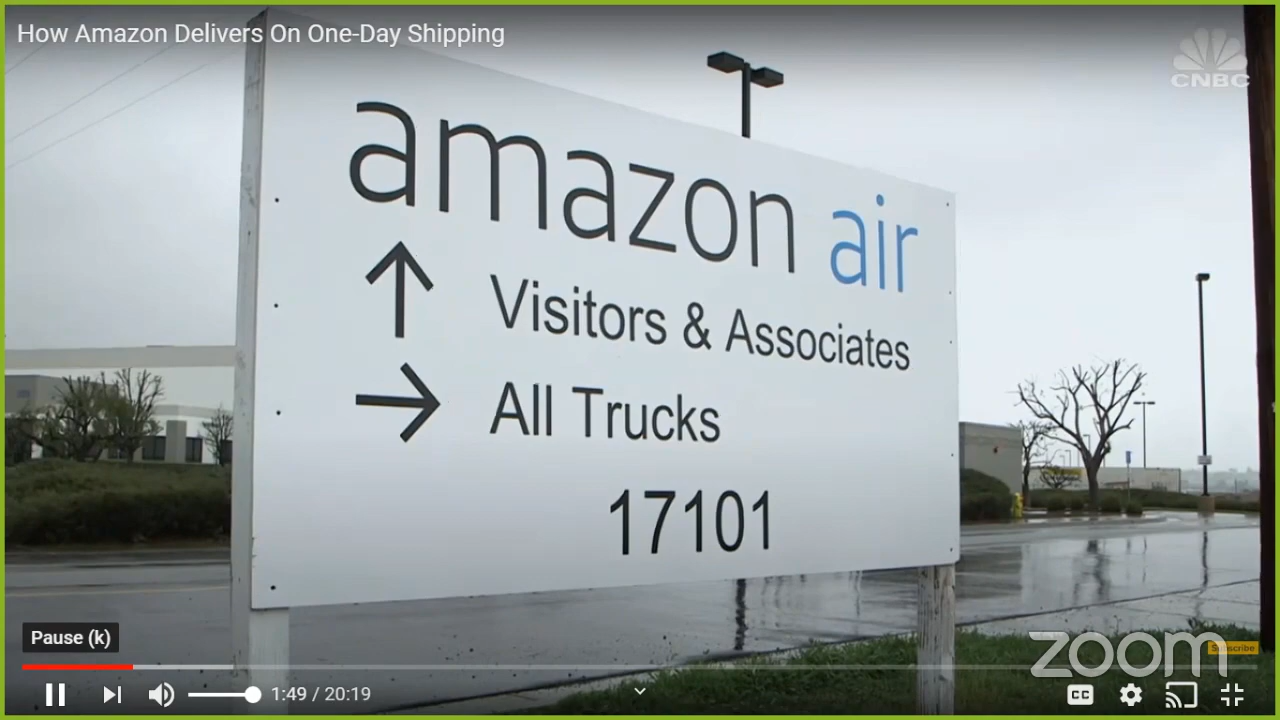 How Amazon Delivers On One-Day Shipping
CNBC
amazon air
Visitors & Associates
All Trucks
17101
Pause (k)
zoom
Subscribe
1:49 / 20:19
CC